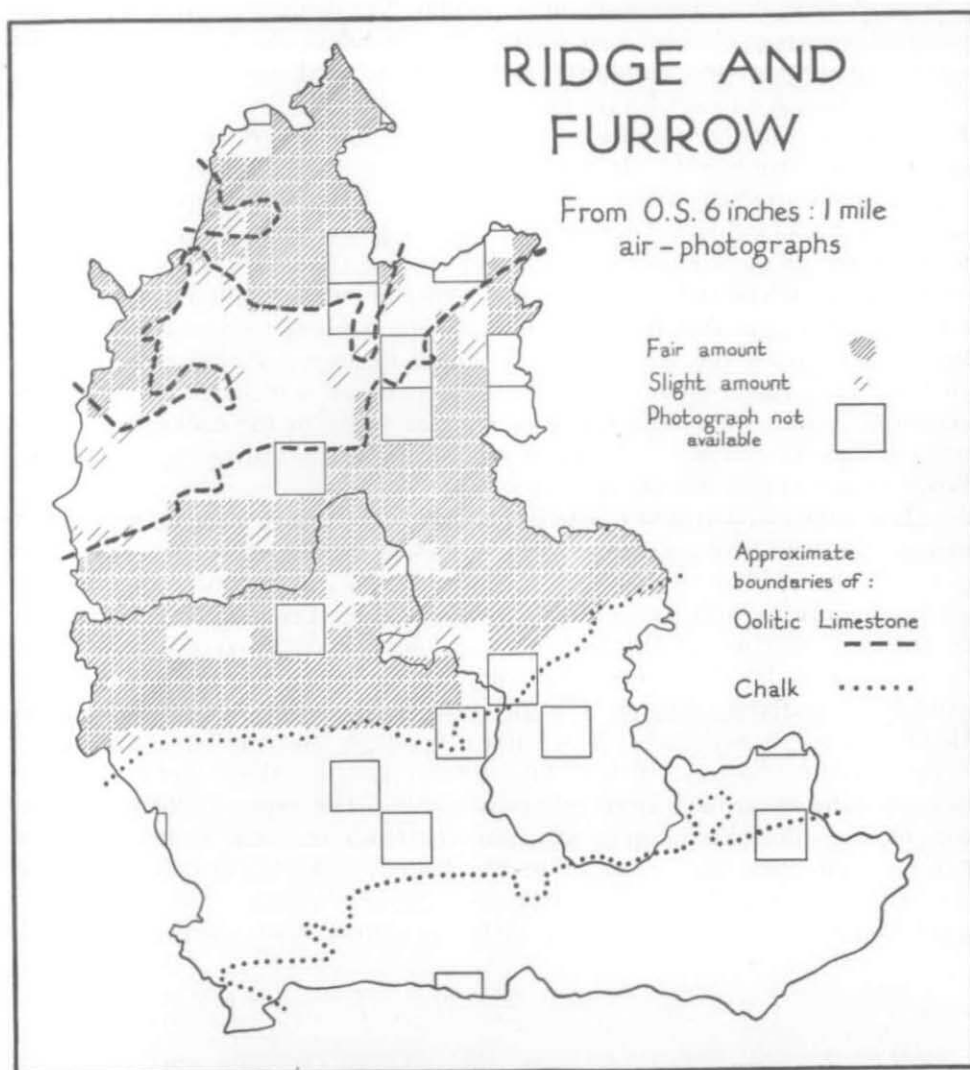 RIDGE AND
FURROW
From O.S. 6 inches : 1 mile
air-photographs
Fair amount
Slight amount
Photograph not
available
Approximate
boundaries of :
Oolitic Limestone
Chalk